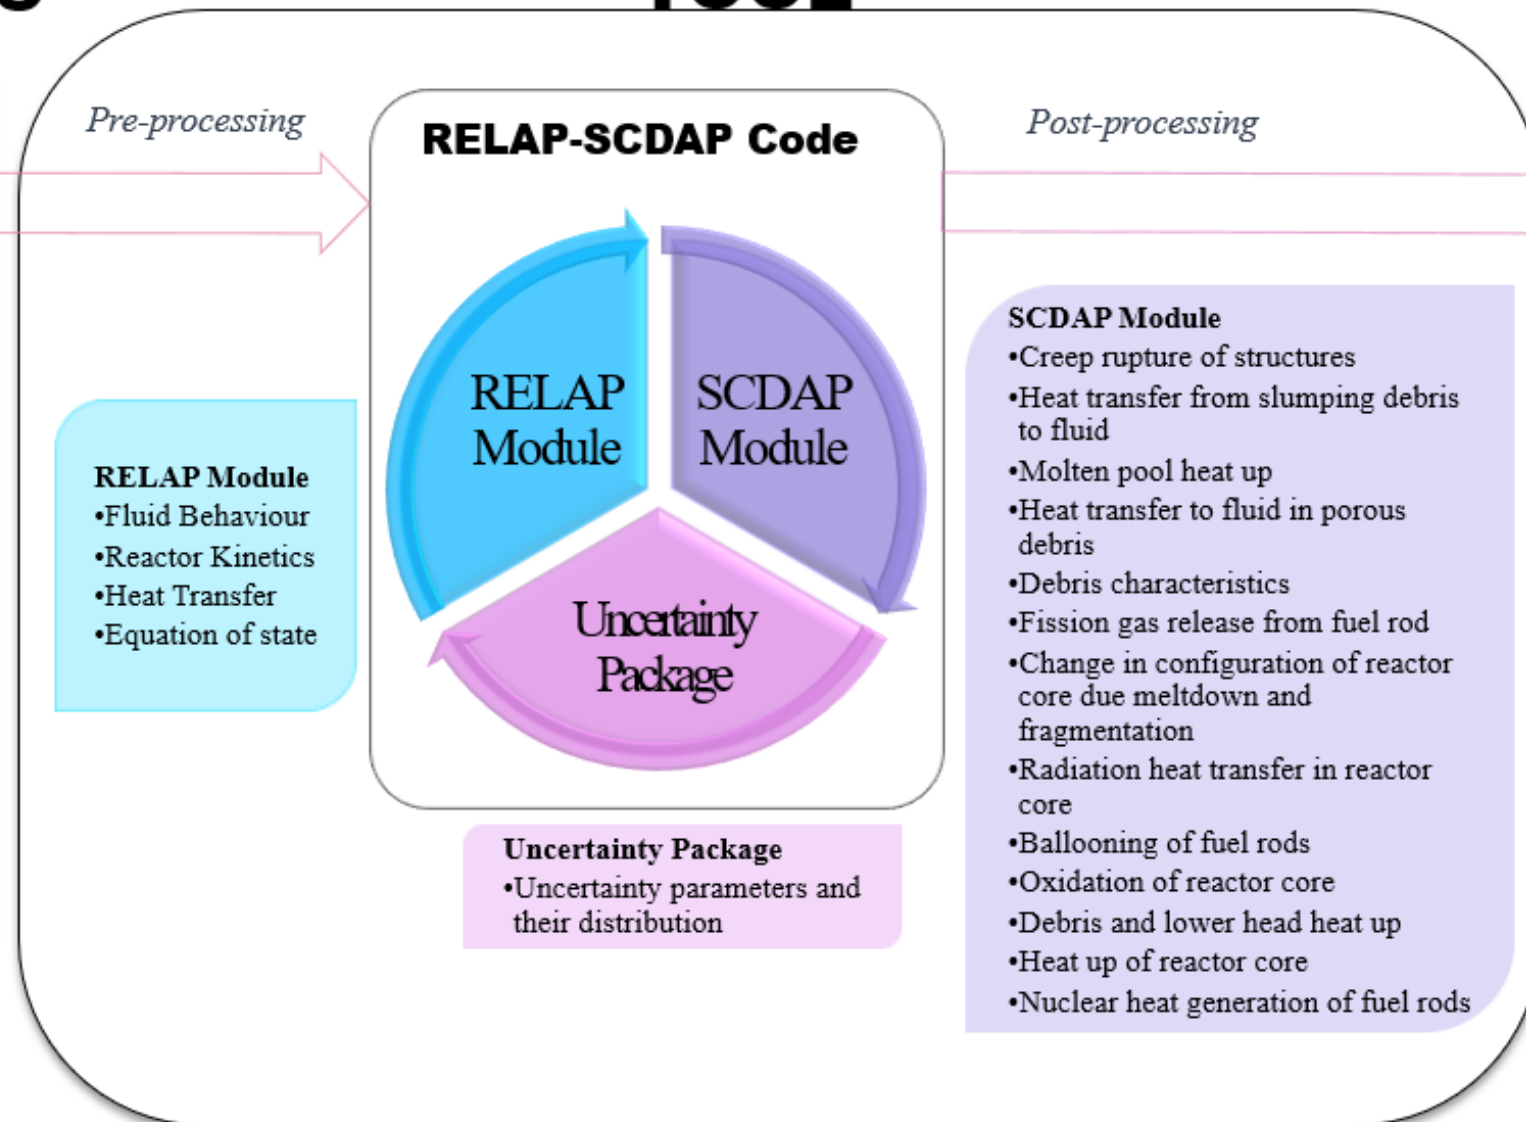 Pre-processing
RELAP-SCDAP Code
Post-processing
RELAP
Module
SCDAP
Module
Uncertainty
Package
RELAP Module
•Fluid Behaviour
•Reactor Kinetics
•Heat Transfer
•Equation of state
Uncertainty Package
•Uncertainty parameters and
their distribution
SCDAP Module
•Creep rupture of structures
•Heat transfer from slumping debris
to fluid
•Molten pool heat up
•Heat transfer to fluid in porous
debris
•Debris characteristics
•Fission gas release from fuel rod
•Change in configuration of reactor
core due meltdown and
fragmentation
•Radiation heat transfer in reactor
core
•Ballooning of fuel rods
•Oxidation of reactor core
•Debris and lower head heat up
•Heat up of reactor core
•Nuclear heat generation of fuel rods